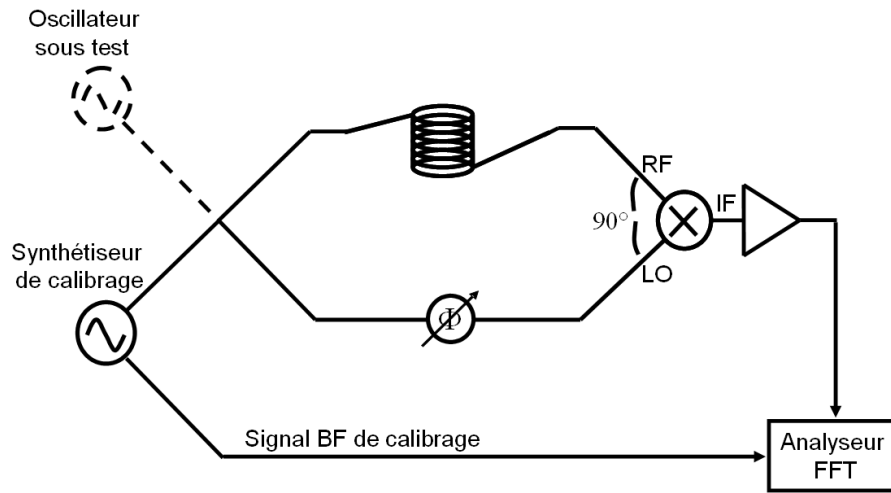 Oscillateur
sous test
RF
IF
90°
LO
Synthétiseur
de calibrage
Φ
Signal BF de calibrage
Analyseur
FFT